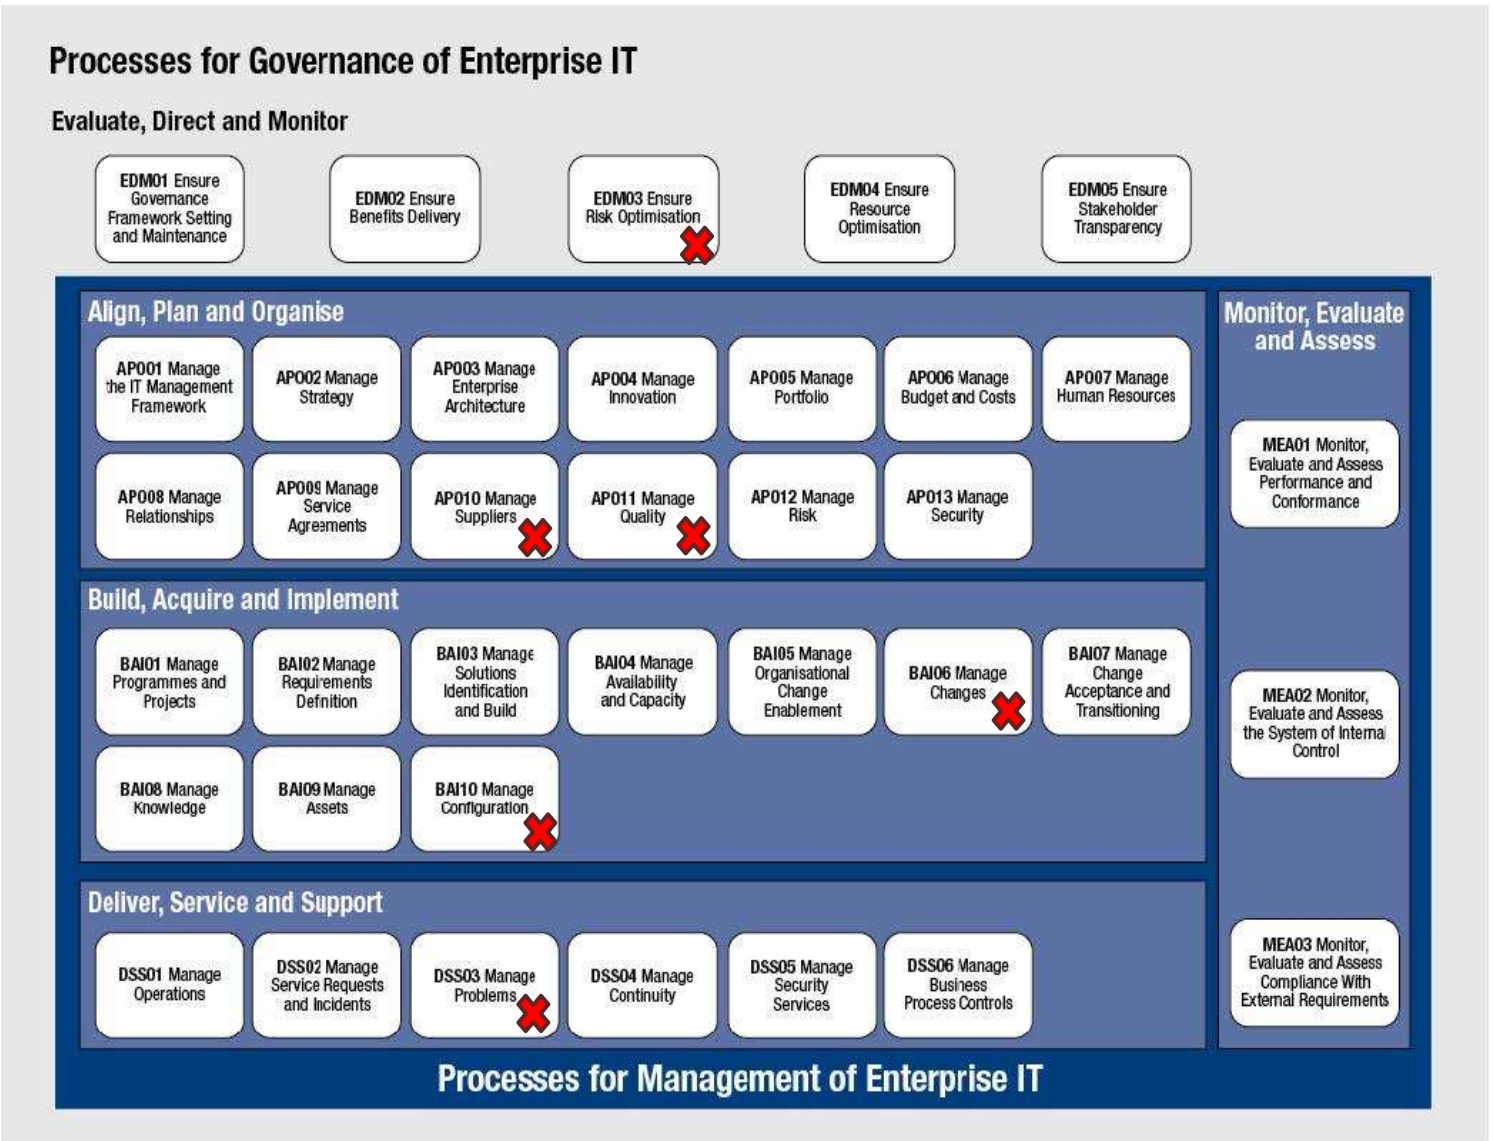 Processes for Governance of Enterprise IT
Evaluate, Direct and Monitor
EDM01 Ensure
Governance
Framework Setting
and Maintenance
EDM02 Ensure
Benefits Delivery
EDM03 Ensure
Risk Optimisation
EDM04 Ensure
Resource
Optimisation
EDM05 Ensure
Stakeholder
Transparency
Align, Plan and Organise
APO01 Manage
the IT Management
Framework
APO02 Manage
Strategy
APO03 Manage
Enterprise
Architecture
APO04 Manage
Innovation
APO05 Manage
Portfolio
APO06 Manage
Budget and Costs
APO07 Manage
Human Resources
APO08 Manage
Relationships
APO09 Manage
Service
Agreements
APO10 Manage
Suppliers
APO11 Manage
Quality
APO12 Manage
Risk
APO13 Manage
Security
Build, Acquire and Implement
BAI01 Manage
Programmes and
Projects
BAI02 Manage
Requirements
Definition
BAI03 Manage
Solutions
Identification
and Build
BAI04 Manage
Availability
and Capacity
BAI05 Manage
Organisational
Change
Enablement
BAI06 Manage
Changes
BAI07 Manage
Change
Acceptance and
Transitioning
BAI08 Manage
Knowledge
BAI09 Manage
Assets
BAI10 Manage
Configuration
Deliver, Service and Support
DSS01 Manage
Operations
DSS02 Manage
Service Requests
and Incidents
DSS03 Manage
Problems
DSS04 Manage
Continuity
DSS05 Manage
Security
Services
DSS06 Manage
Business
Process Controls
Monitor, Evaluate
and Assess
MEA01 Monitor,
Evaluate and Assess
Performance and
Conformance
MEA02 Monitor,
Evaluate and Assess
the System of Internal
Control
MEA03 Monitor,
Evaluate and Assess
Compliance With
External Requirements
Processes for Management of Enterprise IT